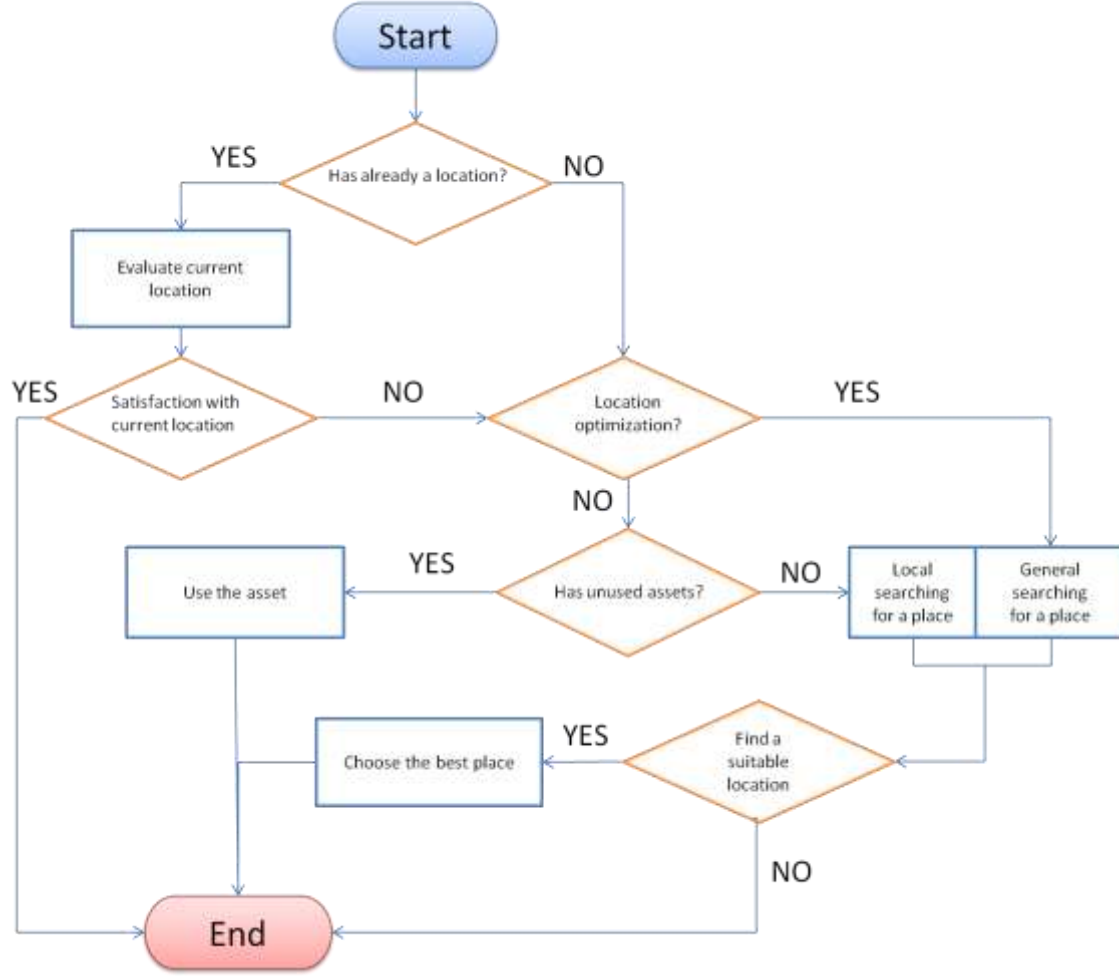 Start
YES
Has already a location?
NO
Evaluate current
location
YES
Satisfaction with
current location
NO
Location
optimization?
YES
NO
Use the asset
YES
Has unused assets?
NO
Local
searching
for a place
General
searching
for a place
Choose the best place
YES
Find a
suitable
location
NO
End